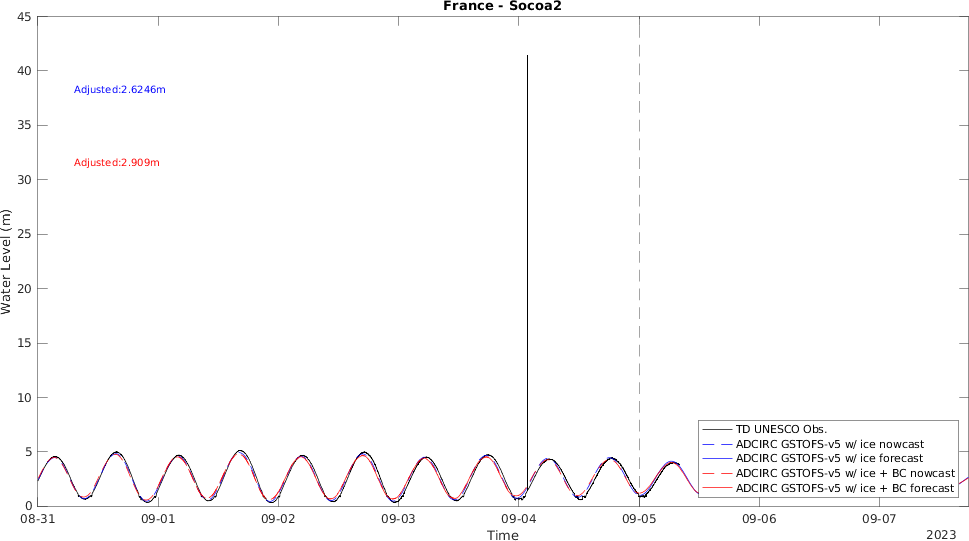 France - Socoa2
45
40
35
30
25
20
15
10
5
0
Water Level (m)
Adjusted:2.6246m
Adjusted:2.909m
TD UNESCO Obs.
ADCIRC GSTOFS-v5 w/ ice nowcast
ADCIRC GSTOFS-v5 w/ ice forecast
ADCIRC GSTOFS-v5 w/ ice + BC nowcast
ADCIRC GSTOFS-v5 w/ ice + BC forecast
08-31 09-01 09-02 09-03 09-04 09-05 09-06 09-07
Time
2023